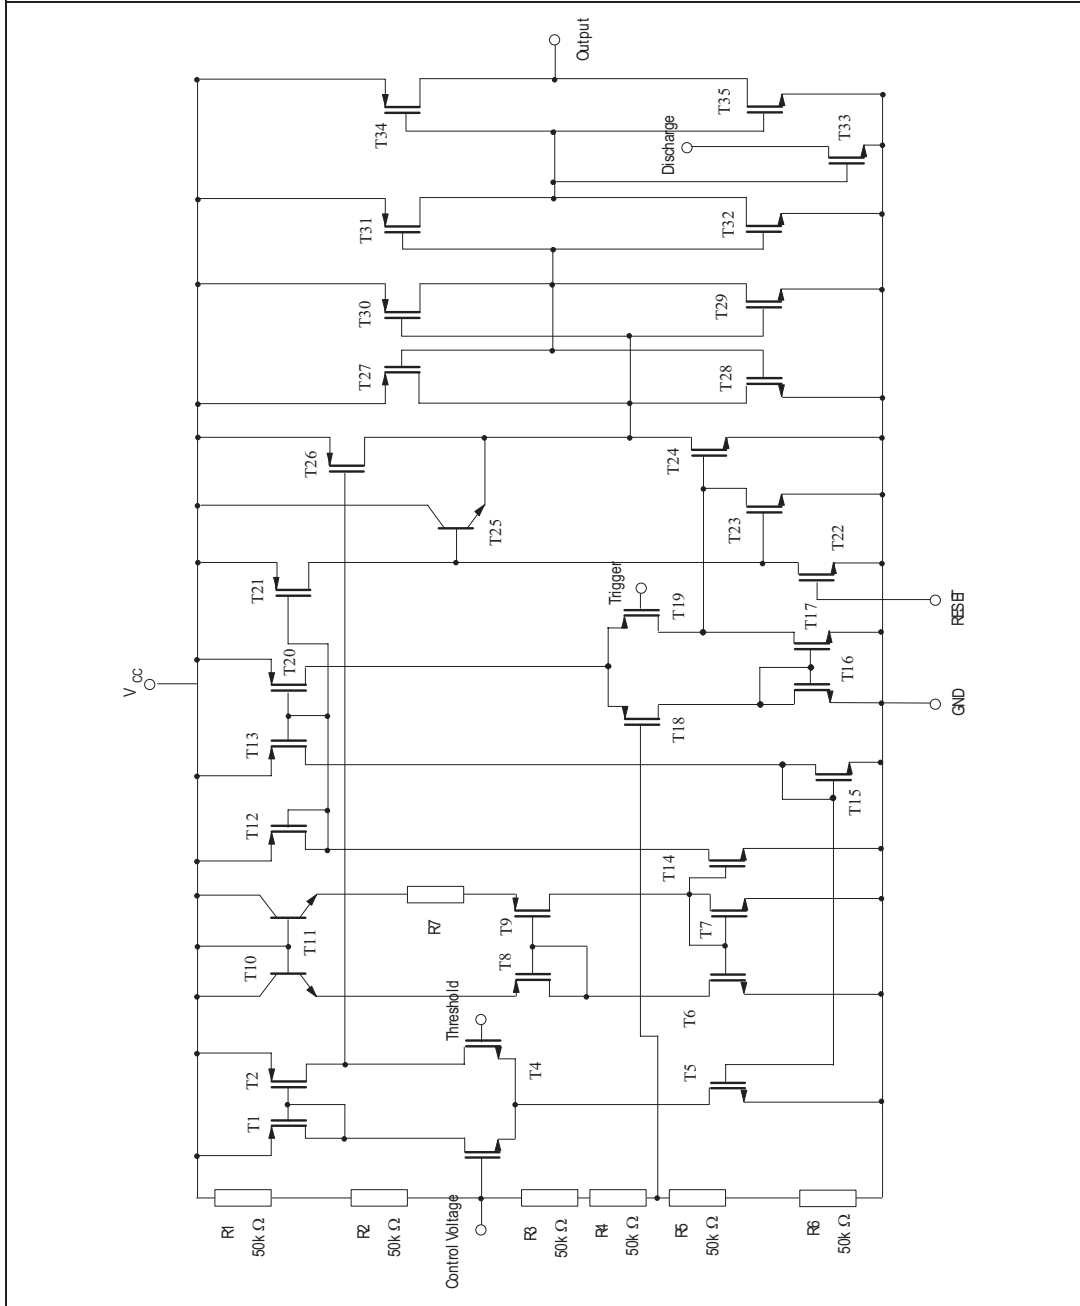 Output
T34
T35
T33
Discharge
T31
T32
T30
T29
T27
T28
T26
T24
T25
T23
T22
T21
Trigger
T19
T17
RESET
V CC
T20
T16
GND
T13
T18
T15
T12
T14
T11
R7
T9
T7
T10
T8
T6
Threshold
T2
T4
T5
T1
Control Voltage
R1
50k Ω
R2
50k Ω
R3
50k Ω
R4
50k Ω
R5
50k Ω
R6
50k Ω